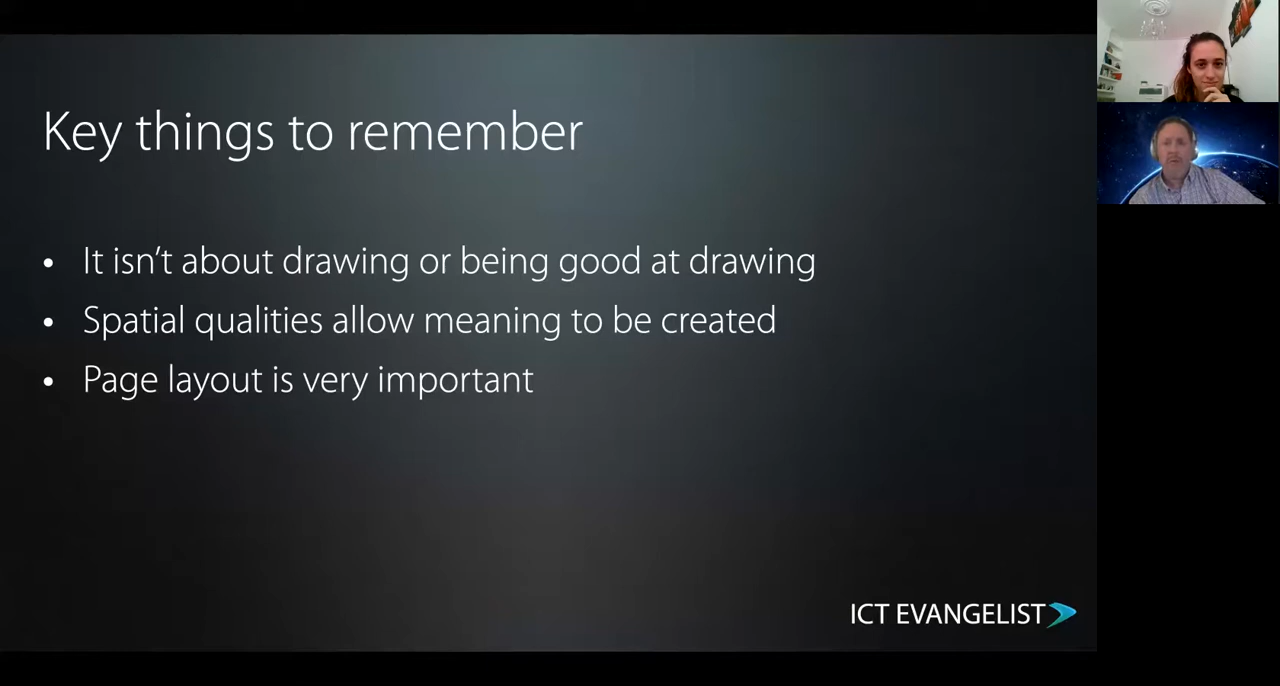 Key things to remember
• It isn't about drawing or being good at drawing
• Spatial qualities allow meaning to be created
• Page layout is very important
ICT EVANGELIST